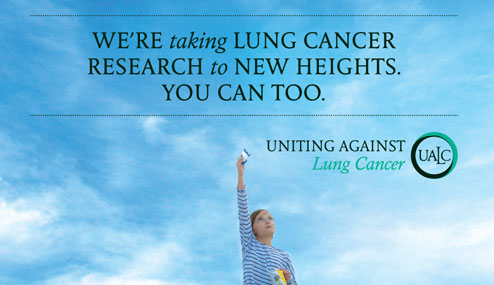 WE'RE taking LUNG CANCER
RESEARCH to NEW HEIGHTS.
YOU CAN TOO.
UNITING AGAINST
Lung Cancer
UALC